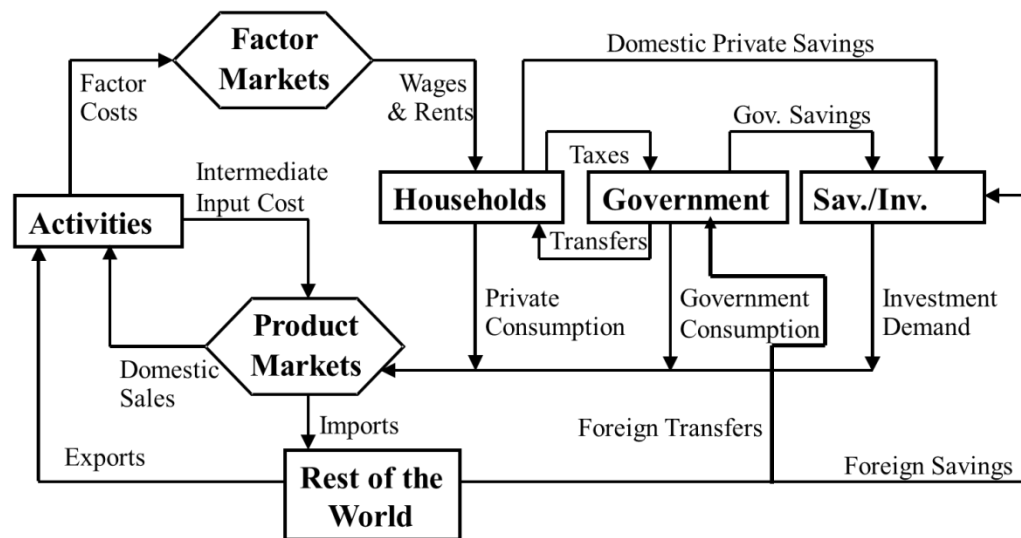 Factor
Markets
Domestic Private Savings
Factor
Costs
Wages
& Rents
Gov. Savings
Taxes
Intermediate
Input Cost
Households
Government
Sav./Inv.
Activities
Transfers
Private
Consumption
Government
Consumption
Investment
Demand
Product
Markets
Domestic
Sales
Imports
Foreign Transfers
Exports
Foreign Savings
Rest of the
World